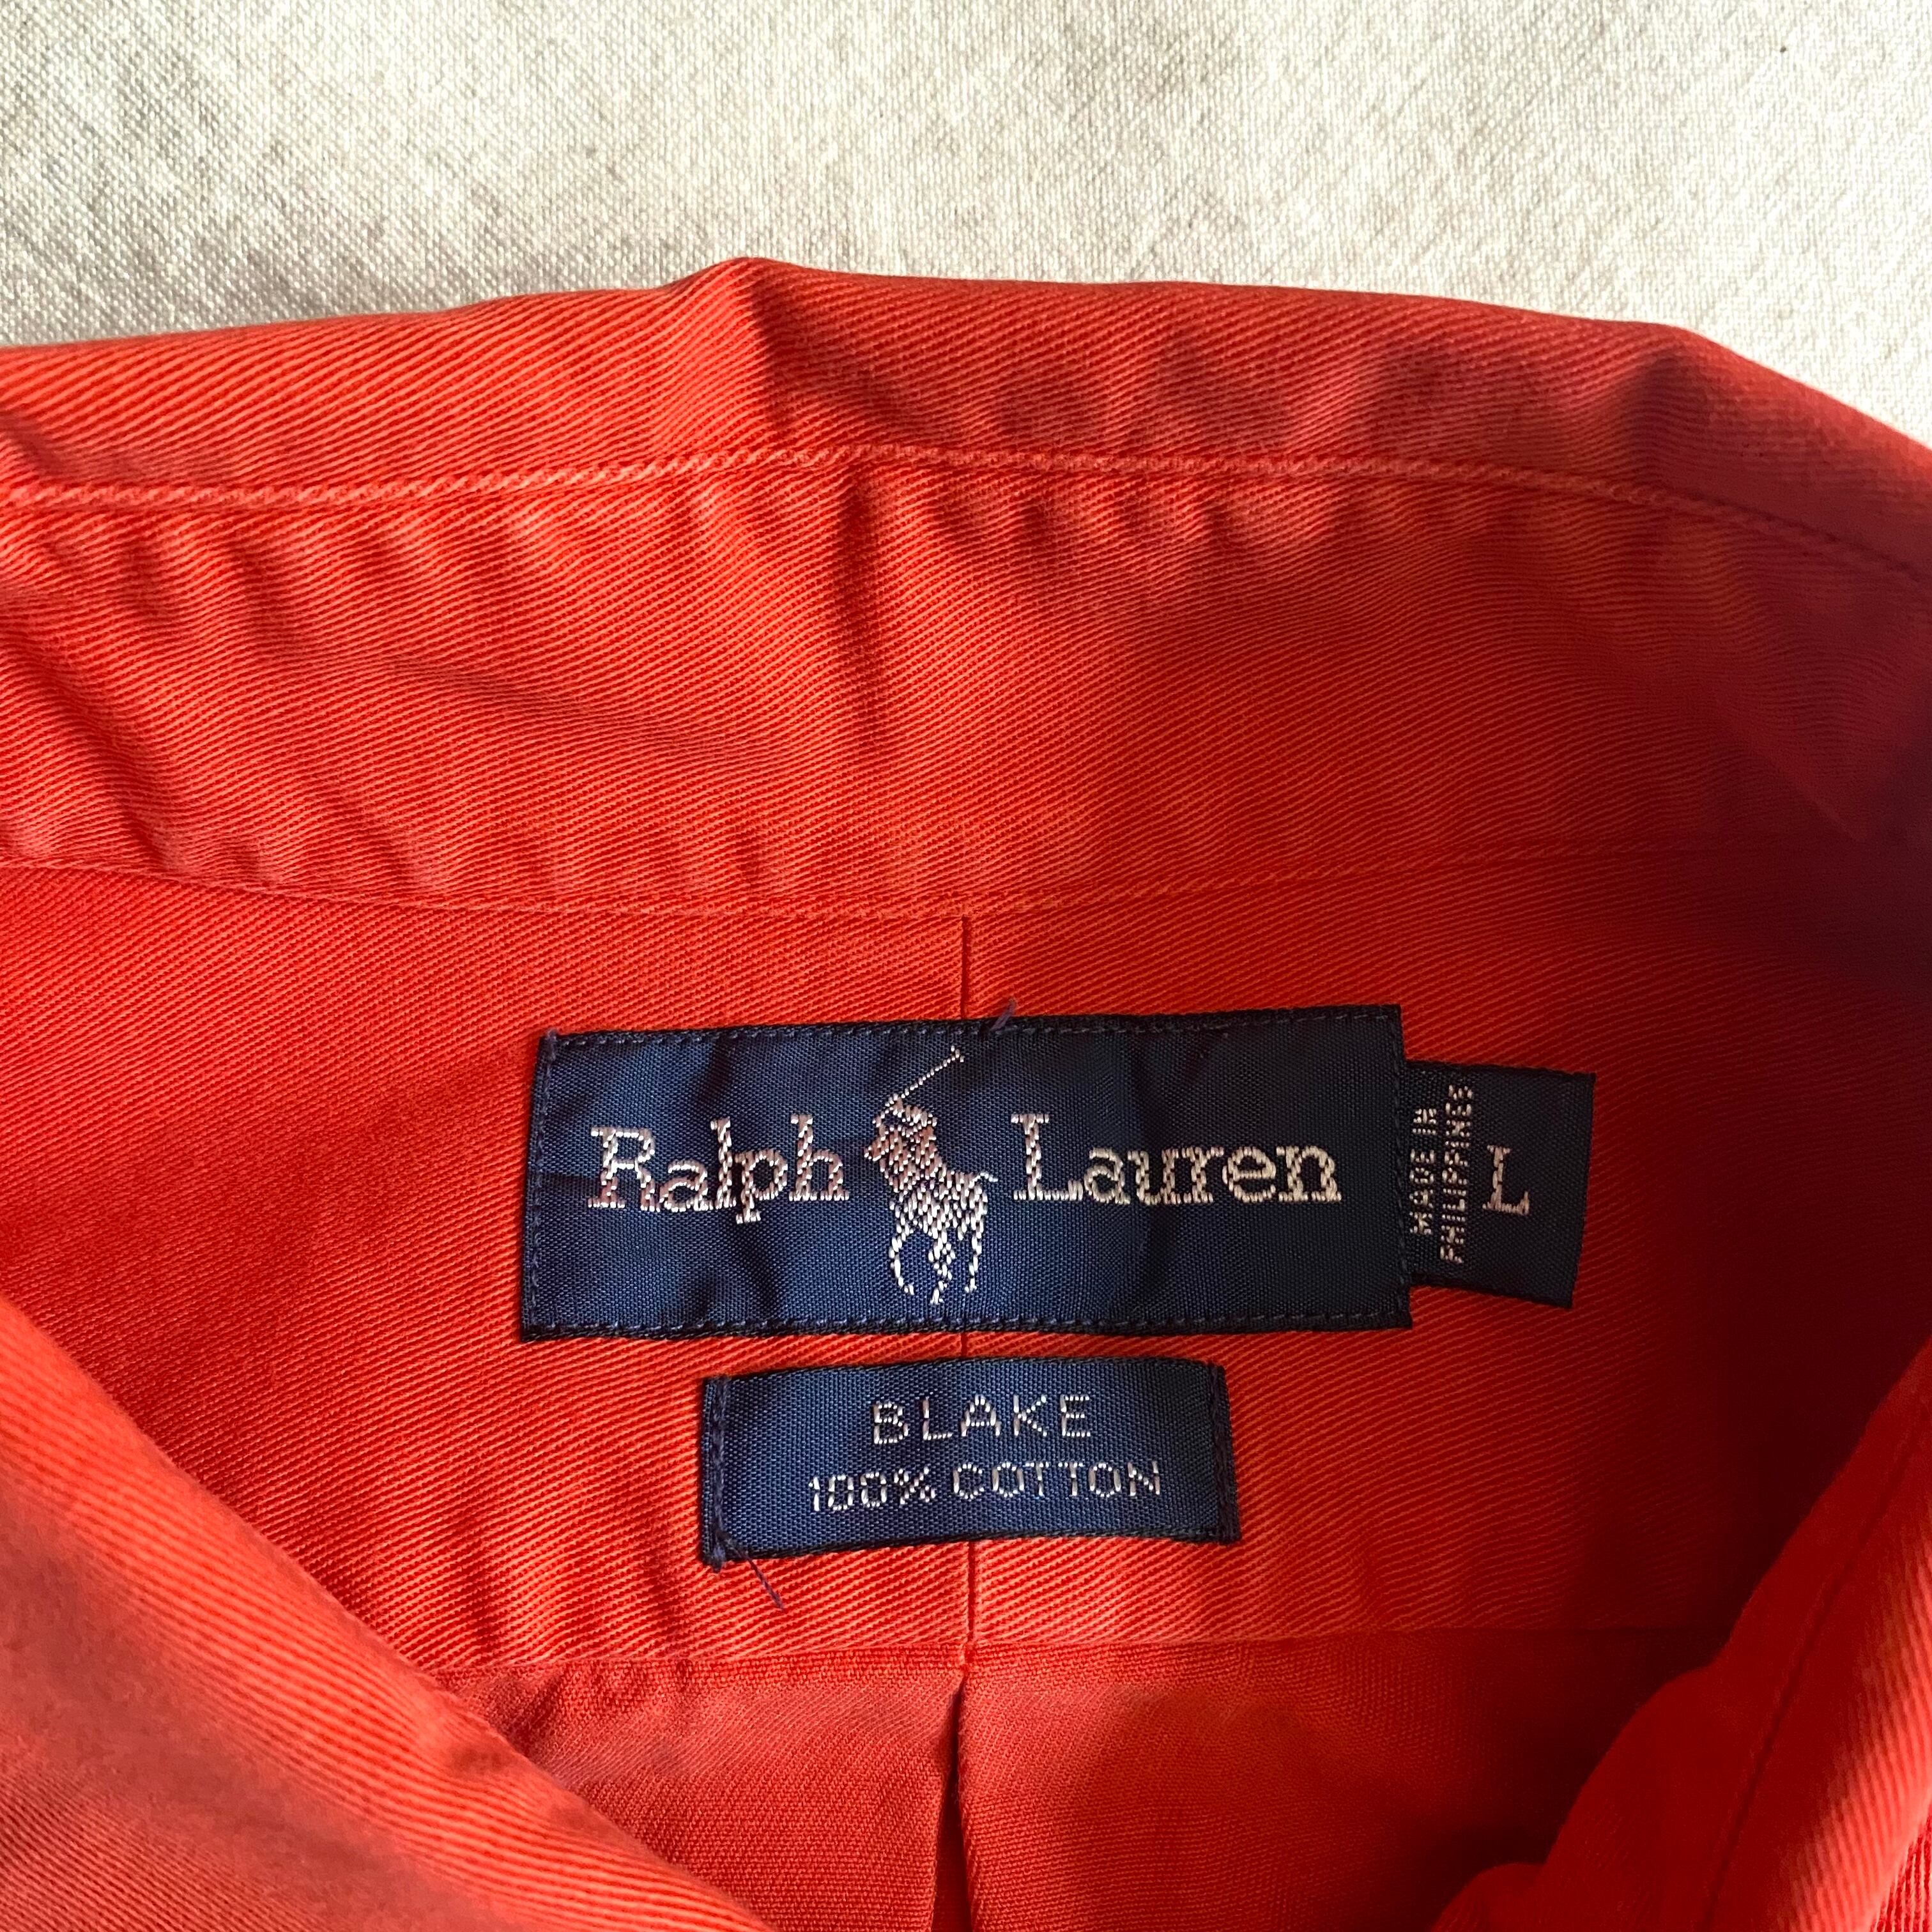 Ralph Lauren
MADE IN
PHILIPPINES
L
BLAKE
100% COTTON